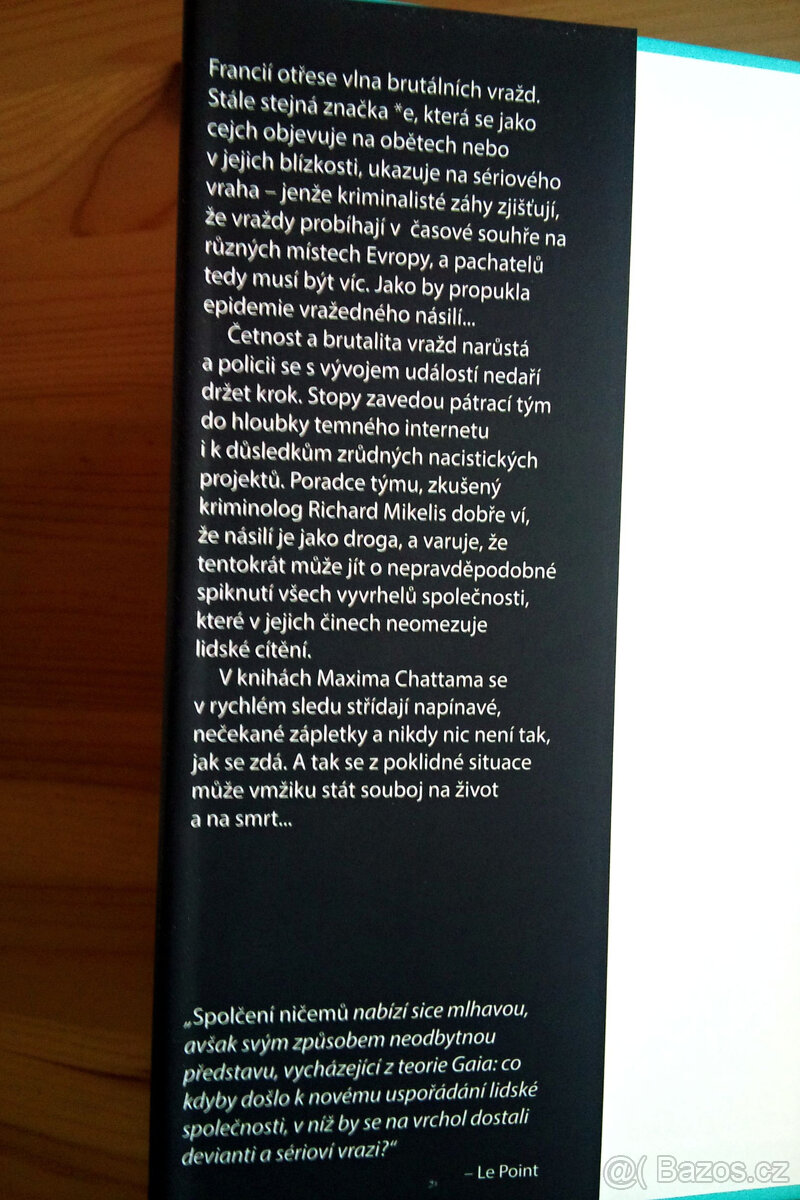 Francií otřese vlna brutálních vražd.
Stále stejná značka *e, která se jako
cejch objevuje na obětech nebo
v jejich blízkosti, ukazuje na sériového
vraha – jenže kriminalisté záhy zjišťují,
že vraždy probíhají v časové souhře na
různých místech Evropy, a pachatelů
tedy musí být víc. Jako by propukla
epidemie vražedného násilí...
Četnost a brutalita vražd narůstá
a policii se s vývojem událostí nedaří
držet krok. Stopy zavedou pátrací tým
do hloubky temného internetu
i k důsledkům zrůdných nacistických
projektů. Poradce týmu, zkušený
kriminolog Richard Mikelis dobře ví,
že násilí je jako droga, a varuje, že
tentokrát může jít o nepravděpodobné
spiknutí všech vyvrhelů společnosti,
které v jejich činech neomezuje
lidské cítění.
V knihách Maxima Chattama se
v rychlém sledu střídají napínavé,
nečekané zápletky a nikdy nic není tak,
jak se zdá. A tak se z poklidné situace
může vmžiku stát souboj na život
a na smrt...
„Spolčení ničemů nabízí sice mlhavou,
avšak svým způsobem neodbytnou
představu, vycházející z teorie Gaia: co
kdyby došlo k novému uspořádání lidské
společnosti, v níž by se na vrchol dostali
devianti a sérioví vrazi?“
– Le Point
@( Bazos.cz